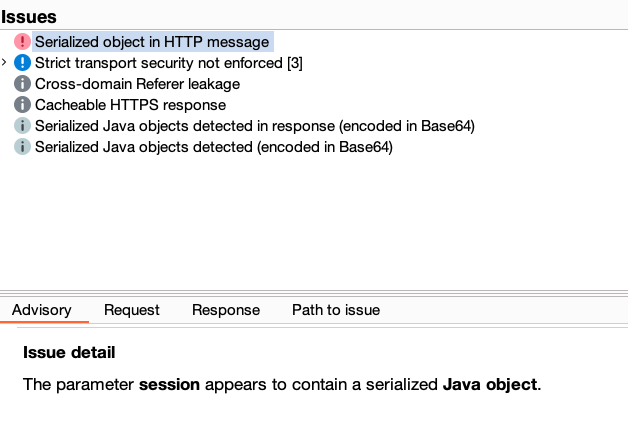 Issues
Serialized object in HTTP message
Strict transport security not enforced [3]
Cross-domain Referer leakage
Cacheable HTTPS response
Serialized Java objects detected in response (encoded in Base64)
Serialized Java objects detected (encoded in Base64)
Advisory Request Response Path to issue
Issue detail
The parameter session appears to contain a serialized Java object.